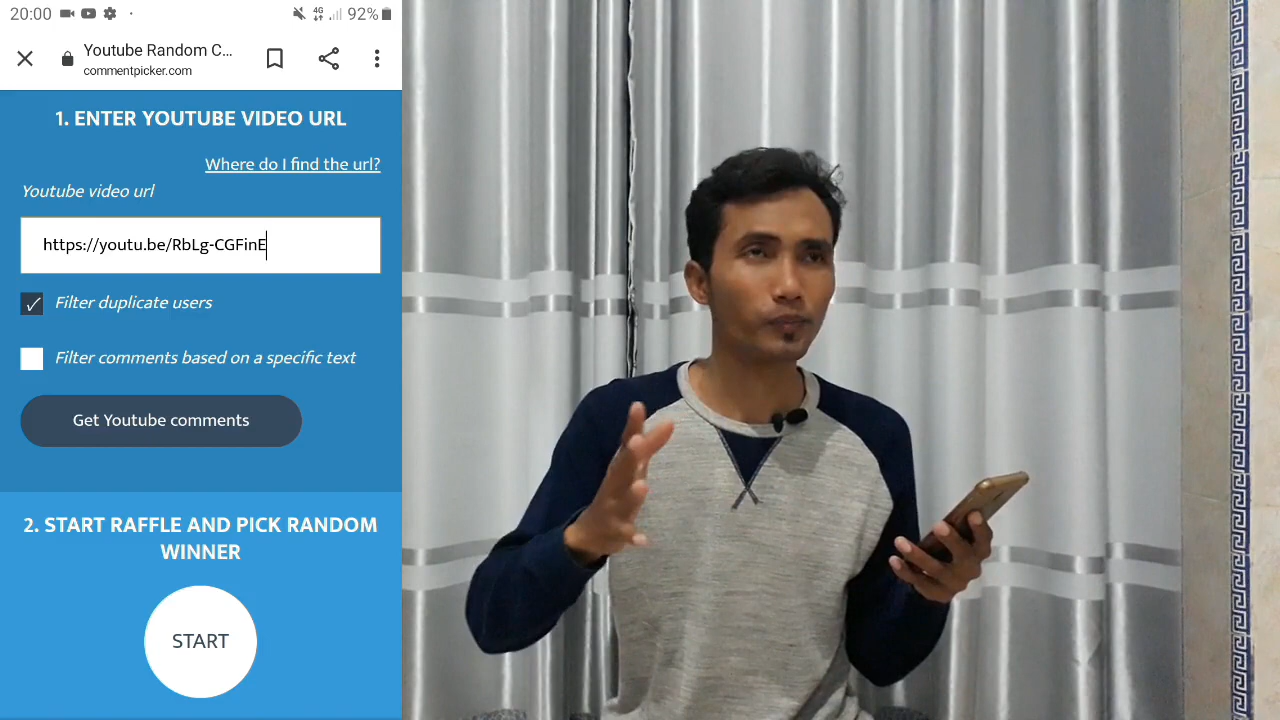 20:00
4G
92%
Youtube Random C...
commentpicker.com
1. ENTER YOUTUBE VIDEO URL
Where do I find the url?
Youtube video url
https://youtu.be/RbLg-CGFinE
Filter duplicate users
Filter comments based on a specific text
Get Youtube comments
2. START RAFFLE AND PICK RANDOM
WINNER
START